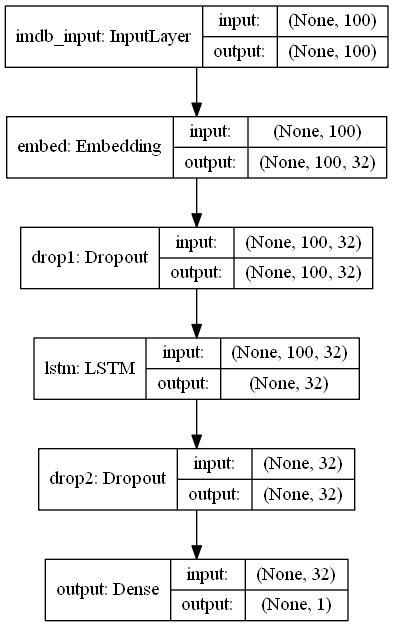 imdb_input: InputLayer
input: (None, 100)
output: (None, 100)
embed: Embedding
input: (None, 100)
output: (None, 100, 32)
drop1: Dropout
input: (None, 100, 32)
output: (None, 100, 32)
lstm: LSTM
input: (None, 100, 32)
output: (None, 32)
drop2: Dropout
input: (None, 32)
output: (None, 32)
output: Dense
input: (None, 32)
output: (None, 1)